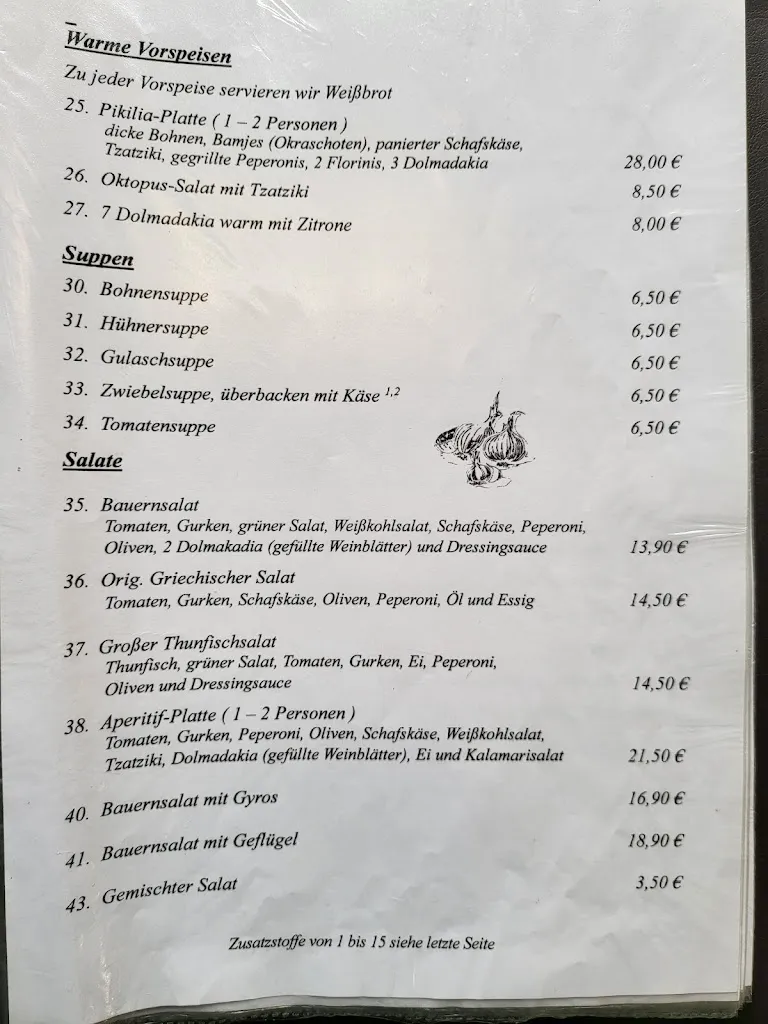 Warme Vorspeisen
Zu jeder Vorspeise servieren wir Weißbrot
25. Pikilia-Platte ( 1 – 2 Personen )
dicke Bohnen, Bamjes (Okraschoten), panierter Schafskäse,
Tzatziki, gegrillte Peperonis, 2 Florinis, 3 Dolmadakia 28,00 €
26. Oktopus-Salat mit Tzatziki 8,50 €
27. 7 Dolmadakia warm mit Zitrone 8,00 €
Suppen
30. Bohnensuppe 6,50 €
31. Hühnersuppe 6,50 €
32. Gulaschsuppe 6,50 €
33. Zwiebelsuppe, überbacken mit Käse 1,2 6,50 €
34. Tomatensuppe 6,50 €
Salate
35. Bauernsalat
Tomaten, Gurken, grüner Salat, Weißkohlsalat, Schafskäse, Peperoni,
Oliven, 2 Dolmakadia (gefüllte Weinblätter) und Dressingsauce 13,90 €
36. Orig. Griechischer Salat
Tomaten, Gurken, Schafskäse, Oliven, Peperoni, Öl und Essig 14,50 €
37. Großer Thunfischsalat
Thunfisch, grüner Salat, Tomaten, Gurken, Ei, Peperoni,
Oliven und Dressingsauce 14,50 €
38. Aperitif-Platte ( 1 – 2 Personen )
Tomaten, Gurken, Peperoni, Oliven, Schafskäse, Weißkohlsalat,
Tzatziki, Dolmadakia (gefüllte Weinblätter), Ei und Kalamarisalat 21,50 €
40. Bauernsalat mit Gyros 16,90 €
41. Bauernsalat mit Geflügel 18,90 €
43. Gemischter Salat 3,50 €
Zusatzstoffe von 1 bis 15 siehe letzte Seite